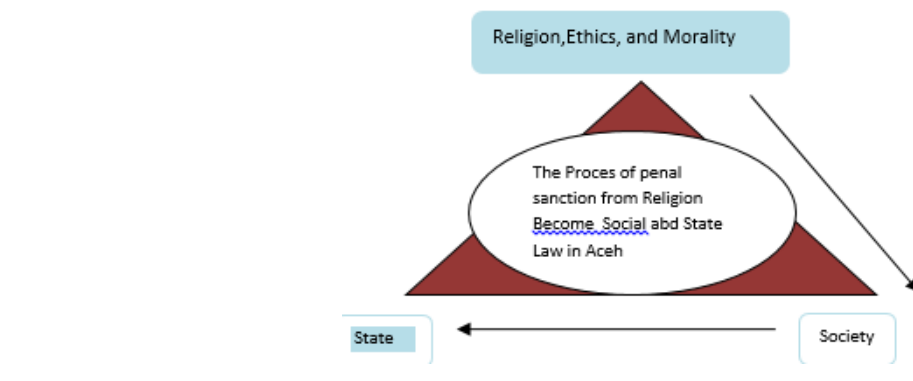 Religion,Ethics, and Morality
The Proces of penal
sanction from Religion
Become Social abd State
Law in Aceh
State
Society